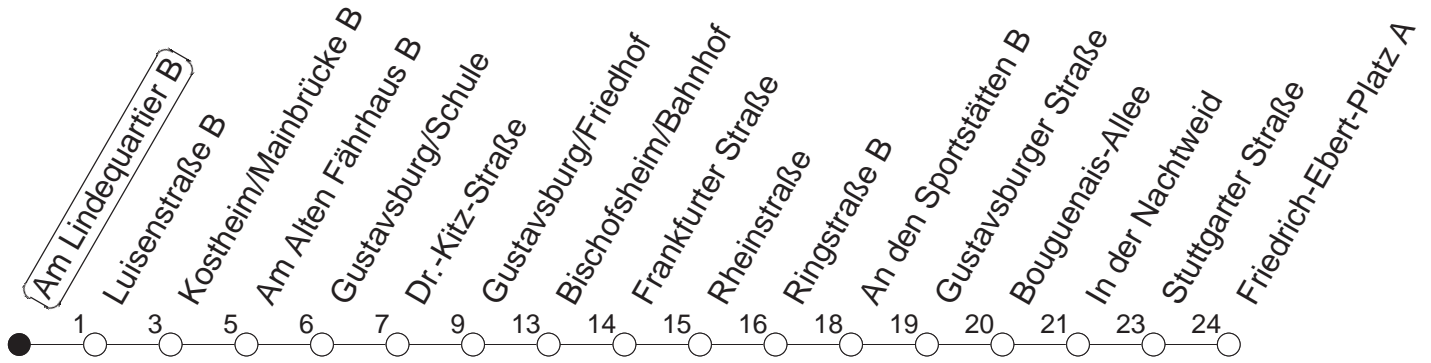 Am Lindequartier B
Luisenstraße B
Kostheim/Mainbrücke B
Am Alten Fährhaus B
Gustavsburg/Schule
Dr.-Kitz-Straße
Gustavsburg/Friedhof
Bischofsheim/Bahnhof
Frankfurter Straße
Rheinstraße
Ringstraße B
An den Sportstätten B
Gustavsburger Straße
Bouguenais-Allee
In der Nachtweid
Stuttgarter Straße
Friedrich-Ebert-Platz A
1 3 5 6 7 9 13 14 15 16 18 19 20 21 23 24